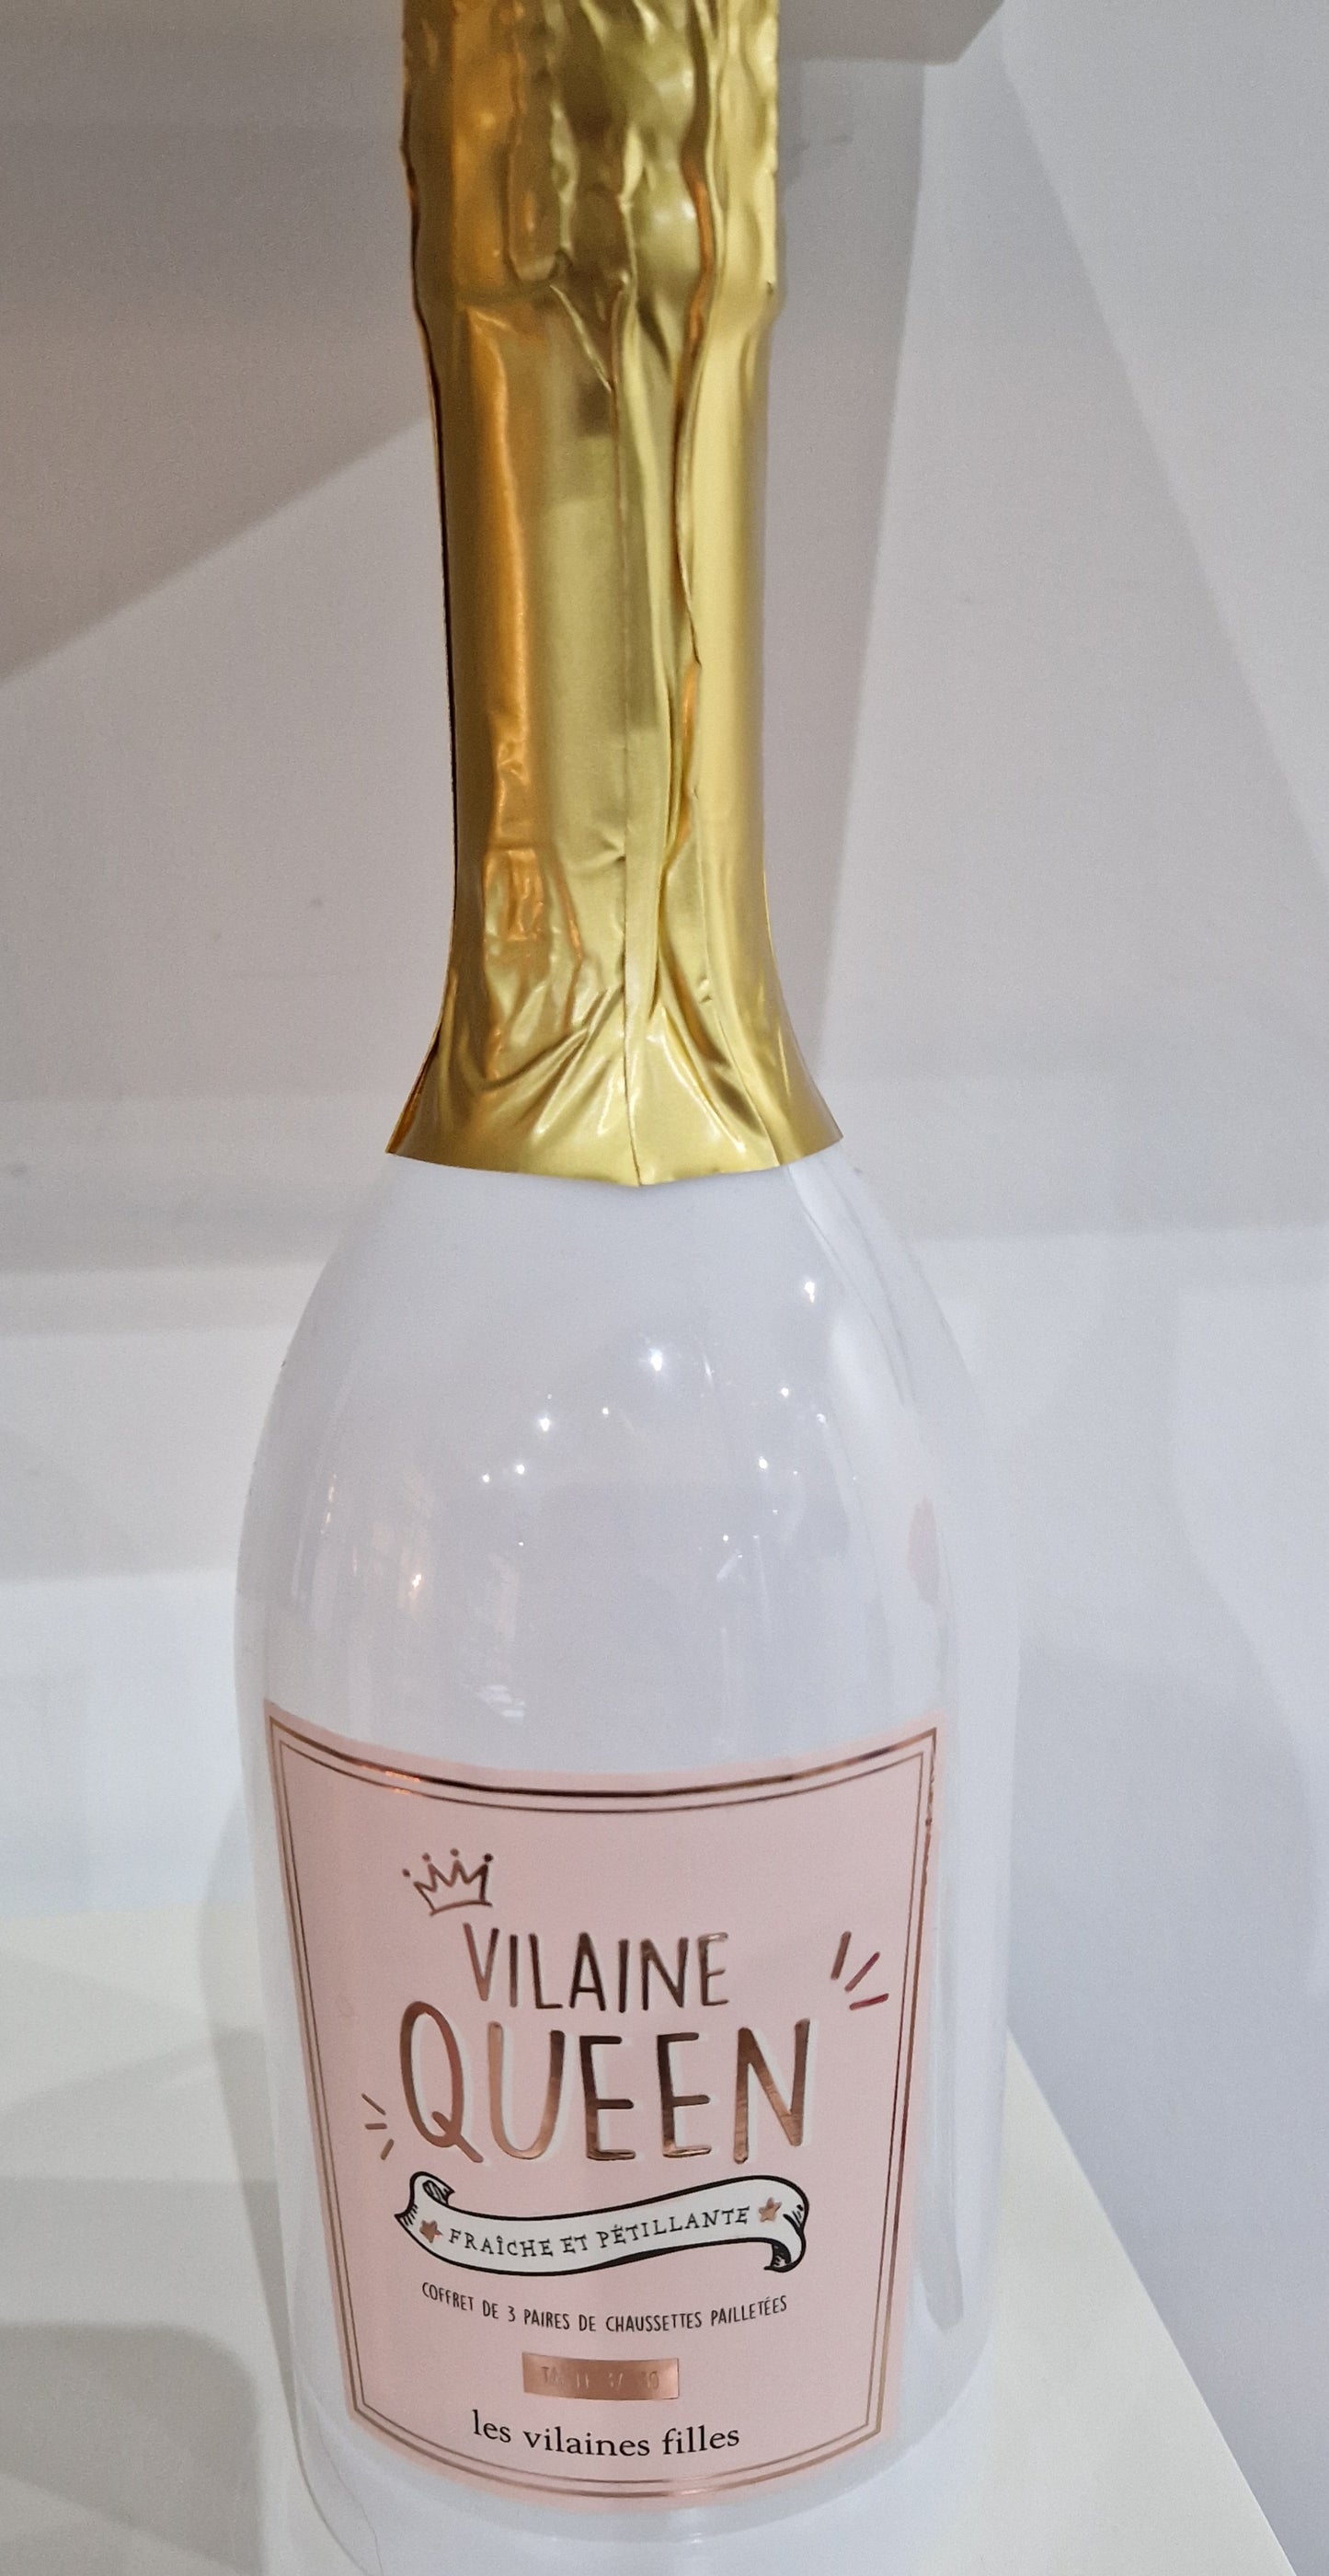 VILAINE
QUEEN
FRAÎCHE ET PÉTILLANTE
COFFRET DE 3 PAIRES DE CHAUSSETTES PAILLETÉES
les vilaines filles